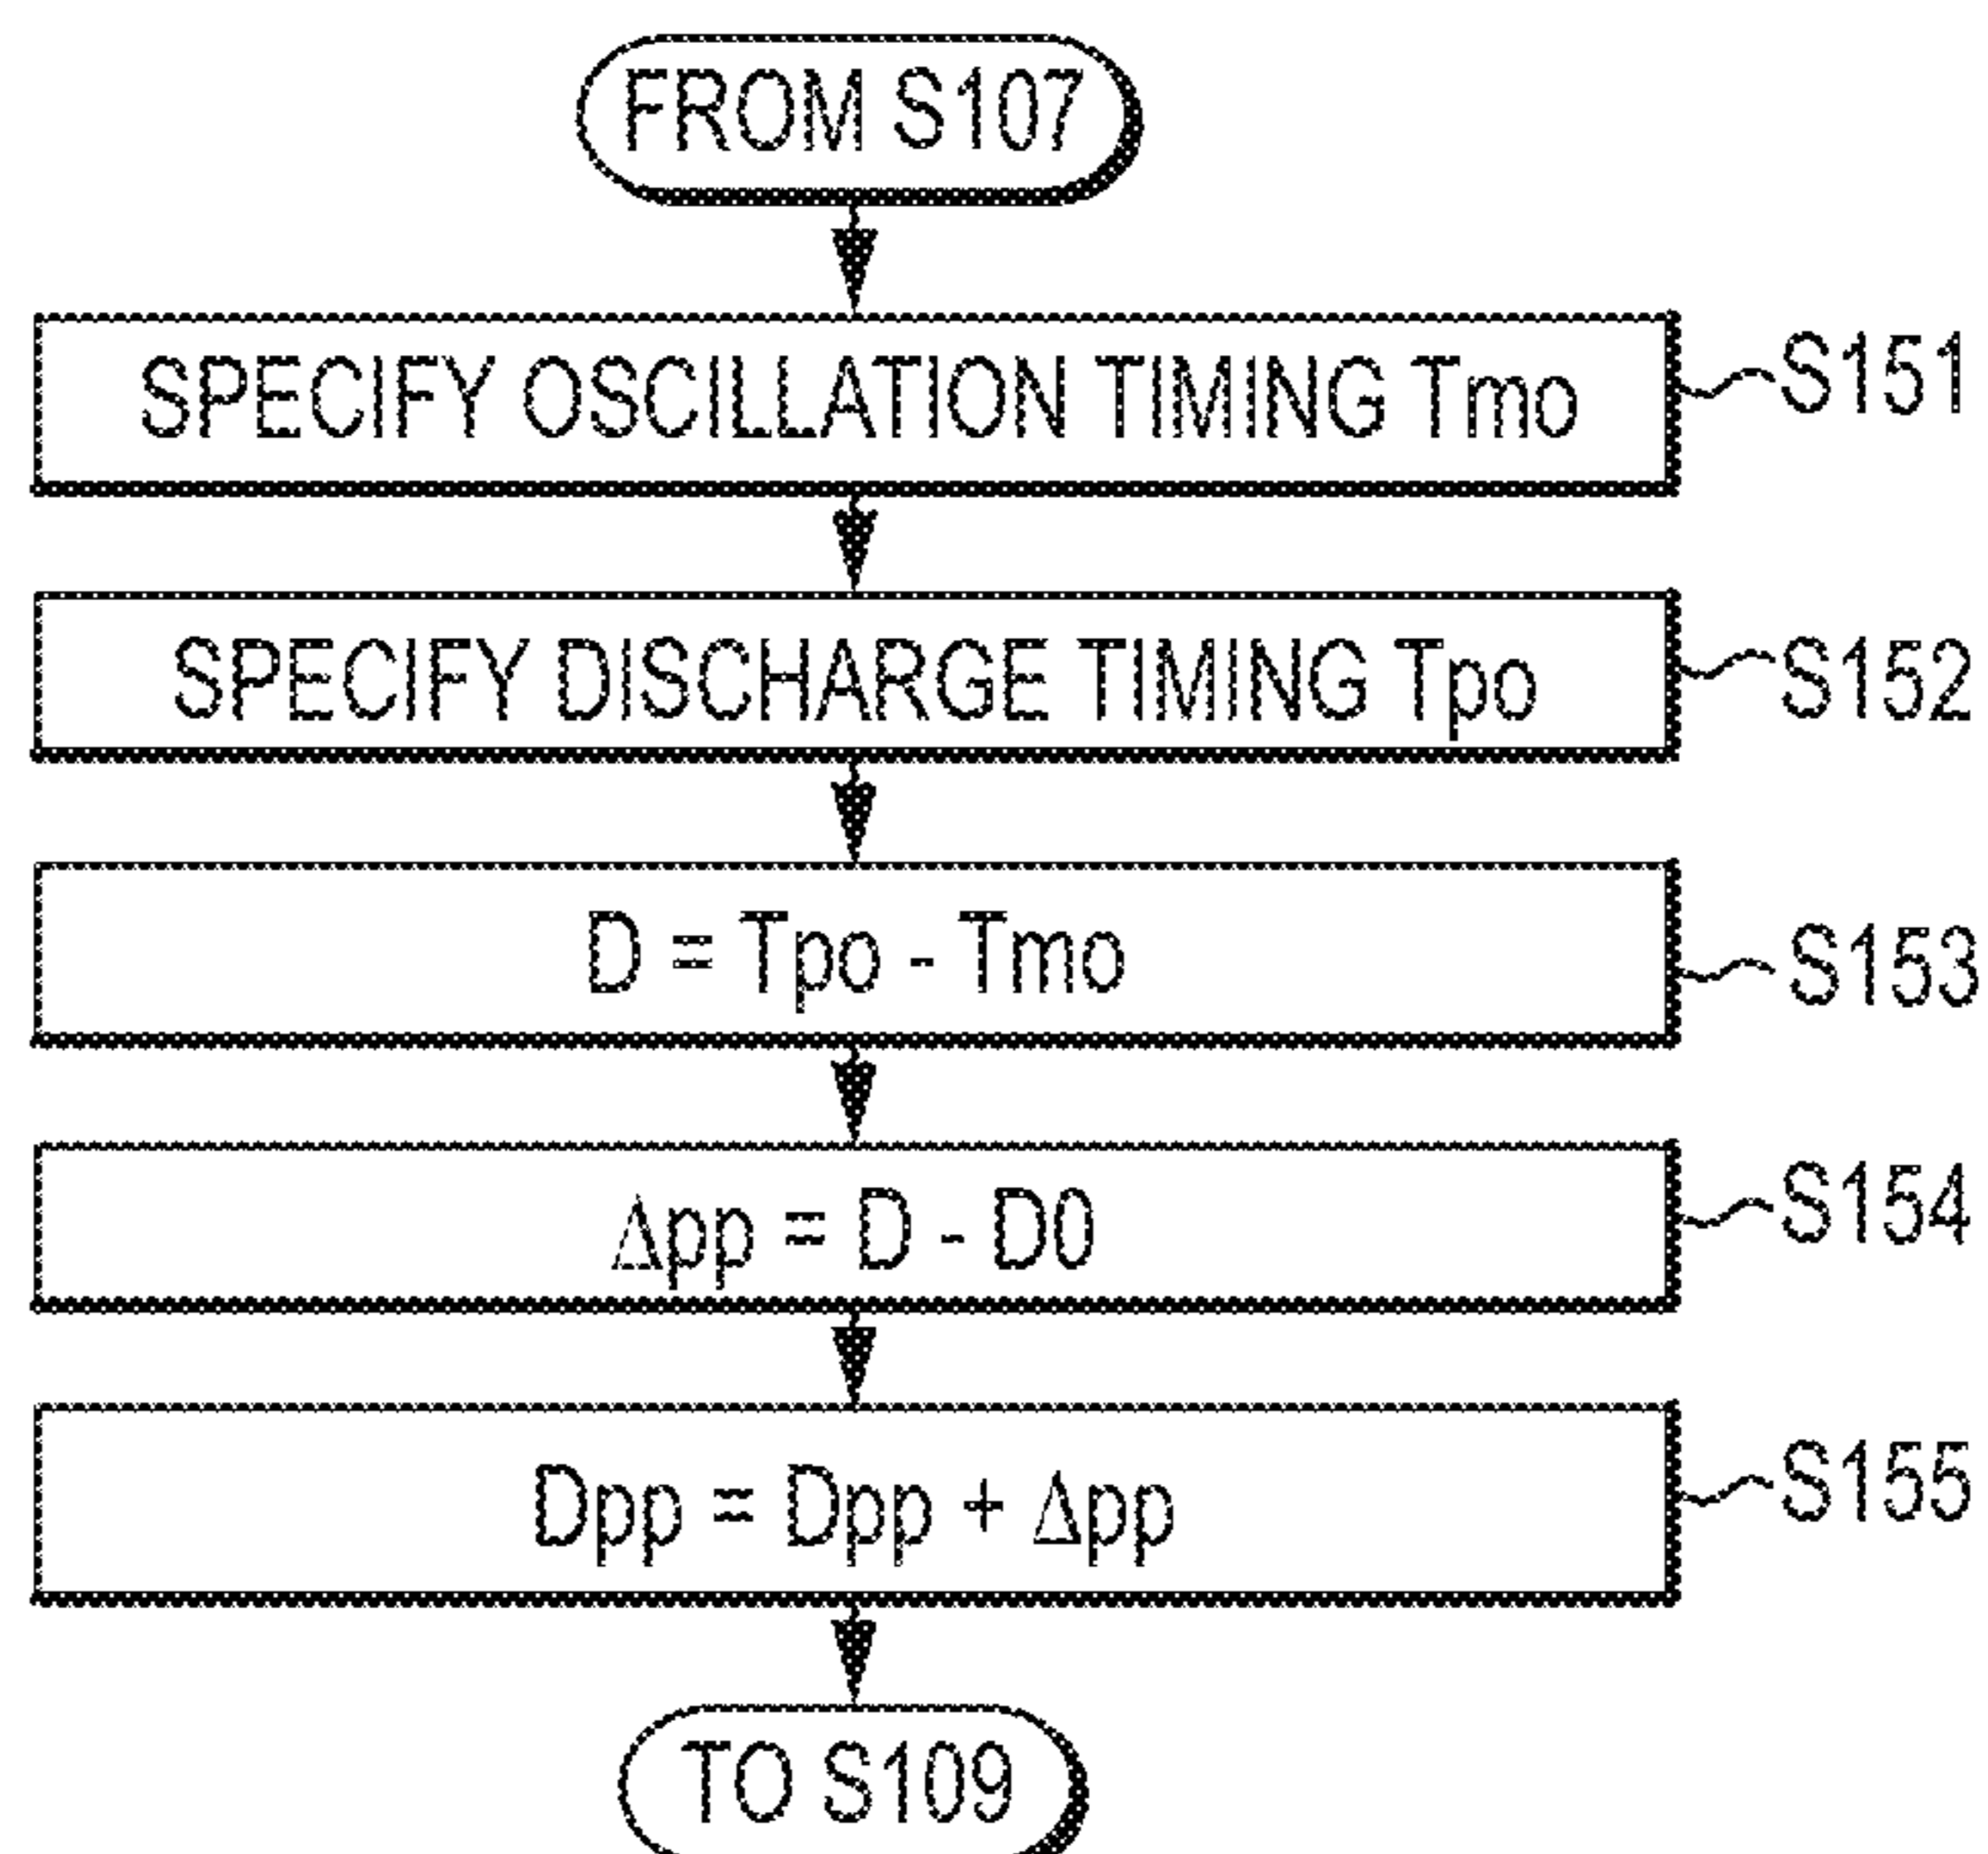 FROM S107
SPECIFY OSCILLATION TIMING Tmo
S151
SPECIFY DISCHARGE TIMING Tpo
S152
D = Tpo - Tmo
S153
Δpp = D - D0
S154
Dpp = Dpp + Δpp
S155
TO S109